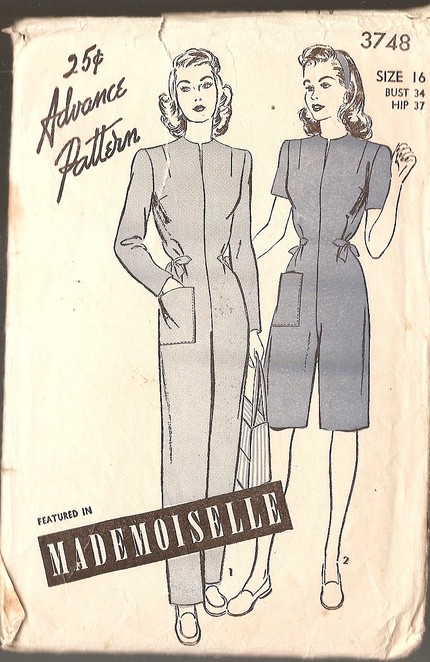 25¢
Advance
Pattern
3748
SIZE 16
BUST 34
HIP 37
FEATURED IN
MADEMOISELLE
1
2